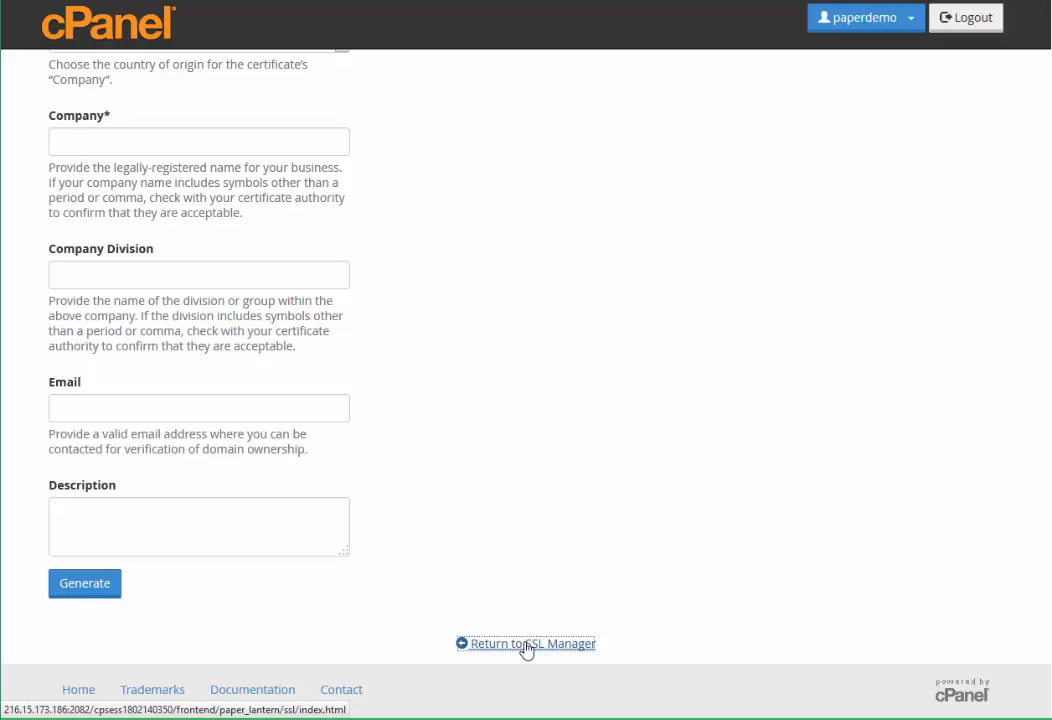 cPanel®
paperdemo
Logout
Choose the country of origin for the certificate's
"Company".
Company*
Provide the legally-registered name for your business.
If your company name includes symbols other than a
period or comma, check with your certificate authority
to confirm that they are acceptable.
Company Division
Provide the name of the division or group within the
above company. If the division includes symbols other
than a period or comma, check with your certificate
authority to confirm that they are acceptable.
Email
Provide a valid email address where you can be
contacted for verification of domain ownership.
Description
Generate
Return to SSL Manager
Home Trademarks Documentation Contact
powered by
cPanel
216.15.173.186:2082/cpsess1802140350/frontend/paper_lantern/ssl/index.html